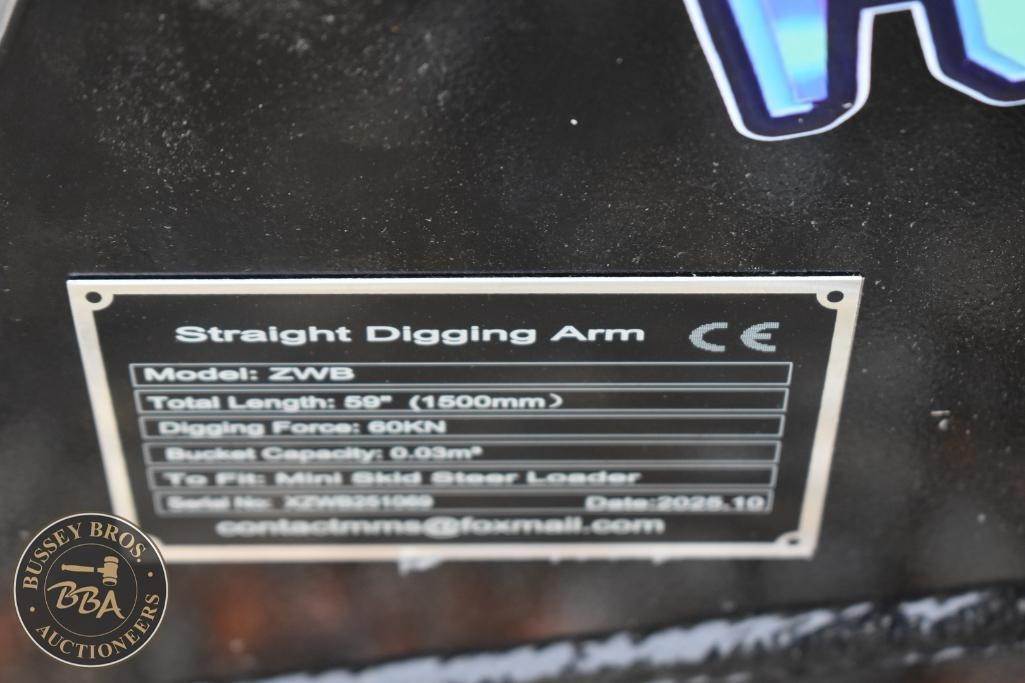 Straight Digging Arm CE
Model: ZWB
Total Length: 59" (1500mm)
Digging Force: 60KN
Bucket Capacity: 0.03m³
To Fit: Mini Skid Steer Loader
Serial No: XZWB251069 Date:2025.10
contactmms@foxmail.com
BUSSEY BROS.
BBA
AUCTIONEERS